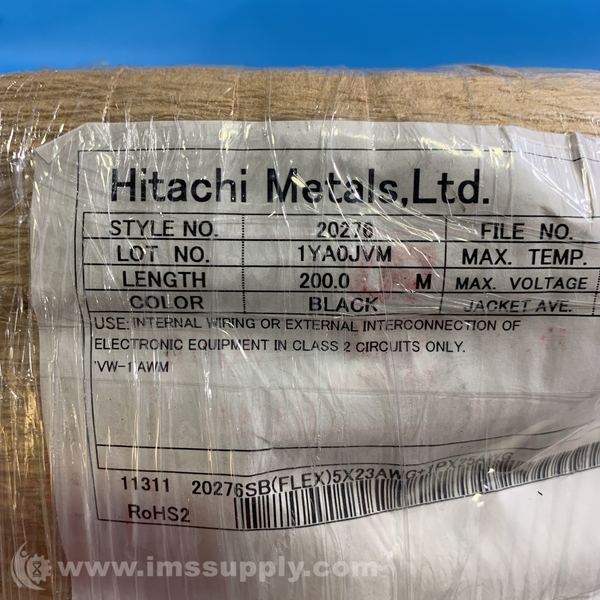 Hitachi Metals,Ltd.
STYLE NO. 20276 FILE NO.
LOT NO. 1YA0JVM MAX. TEMP.
LENGTH 200.0 M MAX. VOLTAGE
COLOR BLACK JACKET AVE.
USE: INTERNAL WIRING OR EXTERNAL INTERCONNECTION OF
ELECTRONIC EQUIPMENT IN CLASS 2 CIRCUITS ONLY.
VW-1 AWM
11311 20276SB(FLEX)5X23AWG
RoHS2
www.imssupply.com